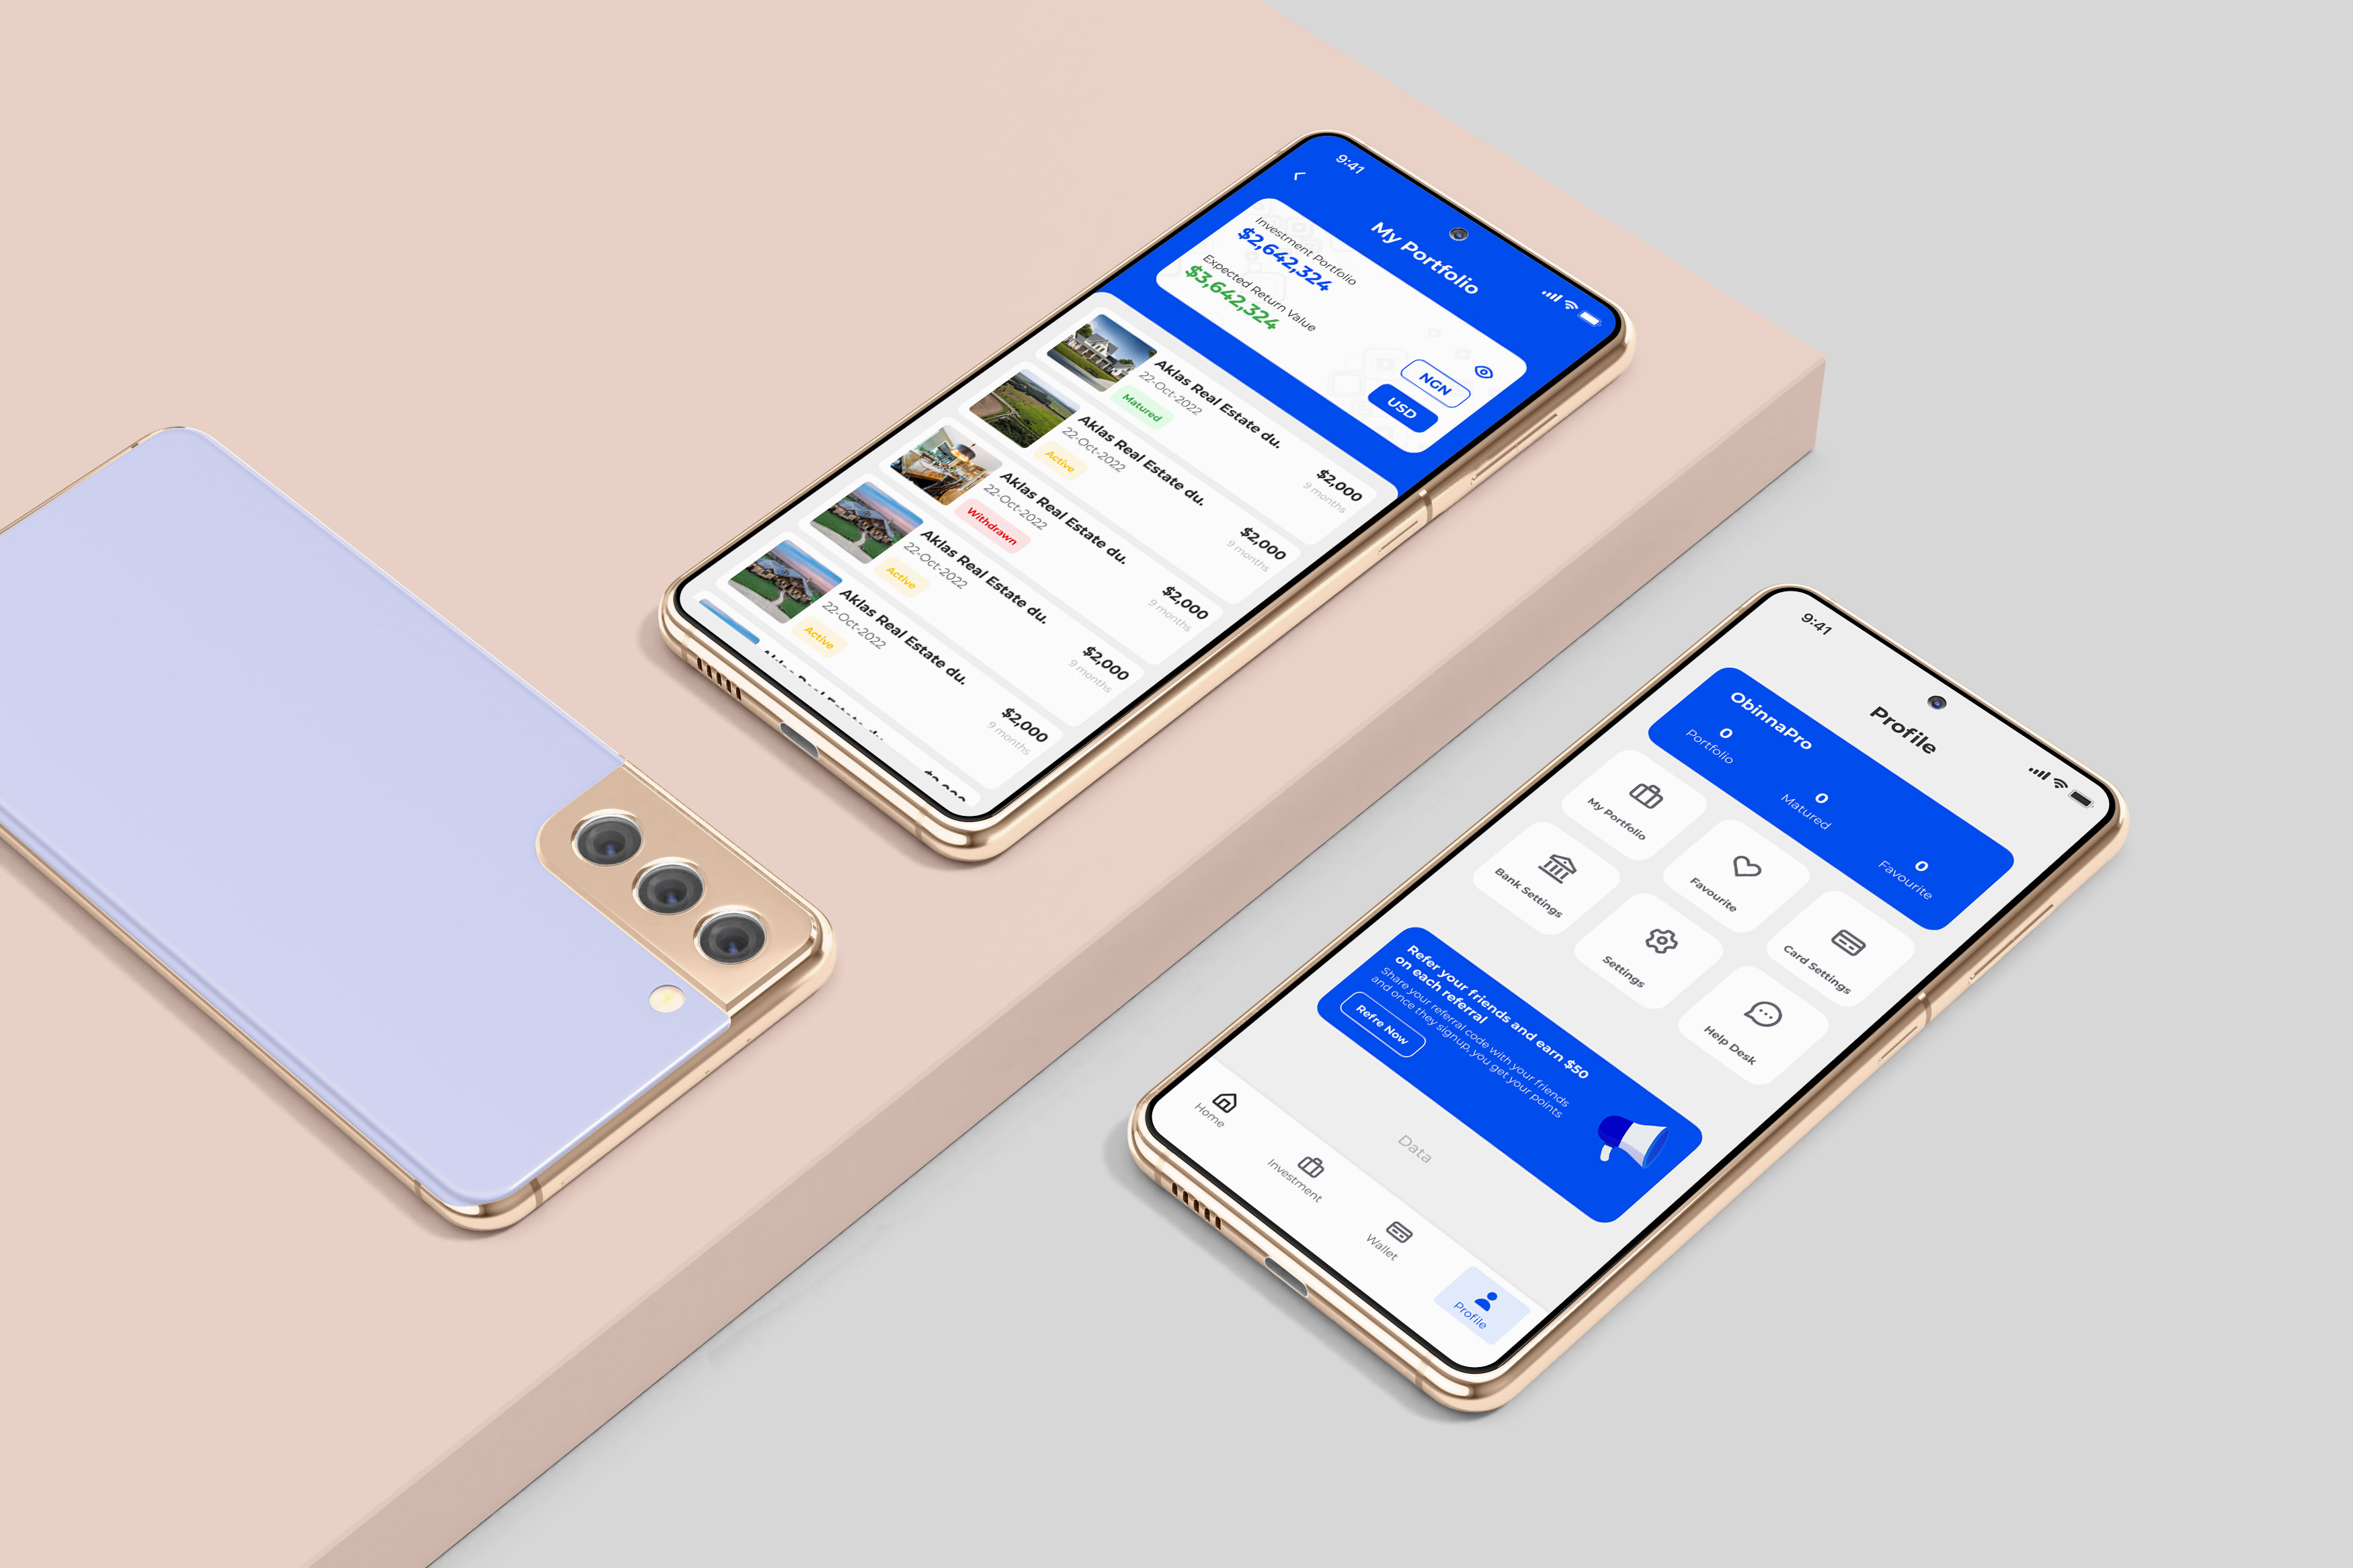 9:41
My Portfolio
Investment Portfolio
$2,642,324
Expected Return Value
$3,642,324
NGN
USD
Aklas Real Estate du.
22-Oct-2022
Matured
$2,000
9 months
Aklas Real Estate du.
22-Oct-2022
Active
$2,000
9 months
Aklas Real Estate du.
22-Oct-2022
Withdrawn
$2,000
9 months
Aklas Real Estate du.
22-Oct-2022
Active
$2,000
9 months
Aklas Real Estate du.
22-Oct-2022
Active
$2,000
9 months
9:41
Profile
ObinnaPro
0
Portfolio
0
Matured
0
Favourite
My Portfolio
Favourite
Card Settings
Bank Settings
Settings
Help Desk
Refer your friends and earn $50
on each referral
Share your referral code with your friends
and once they signup, you get your points
Refre Now
Data
Home
Investment
Wallet
Profile